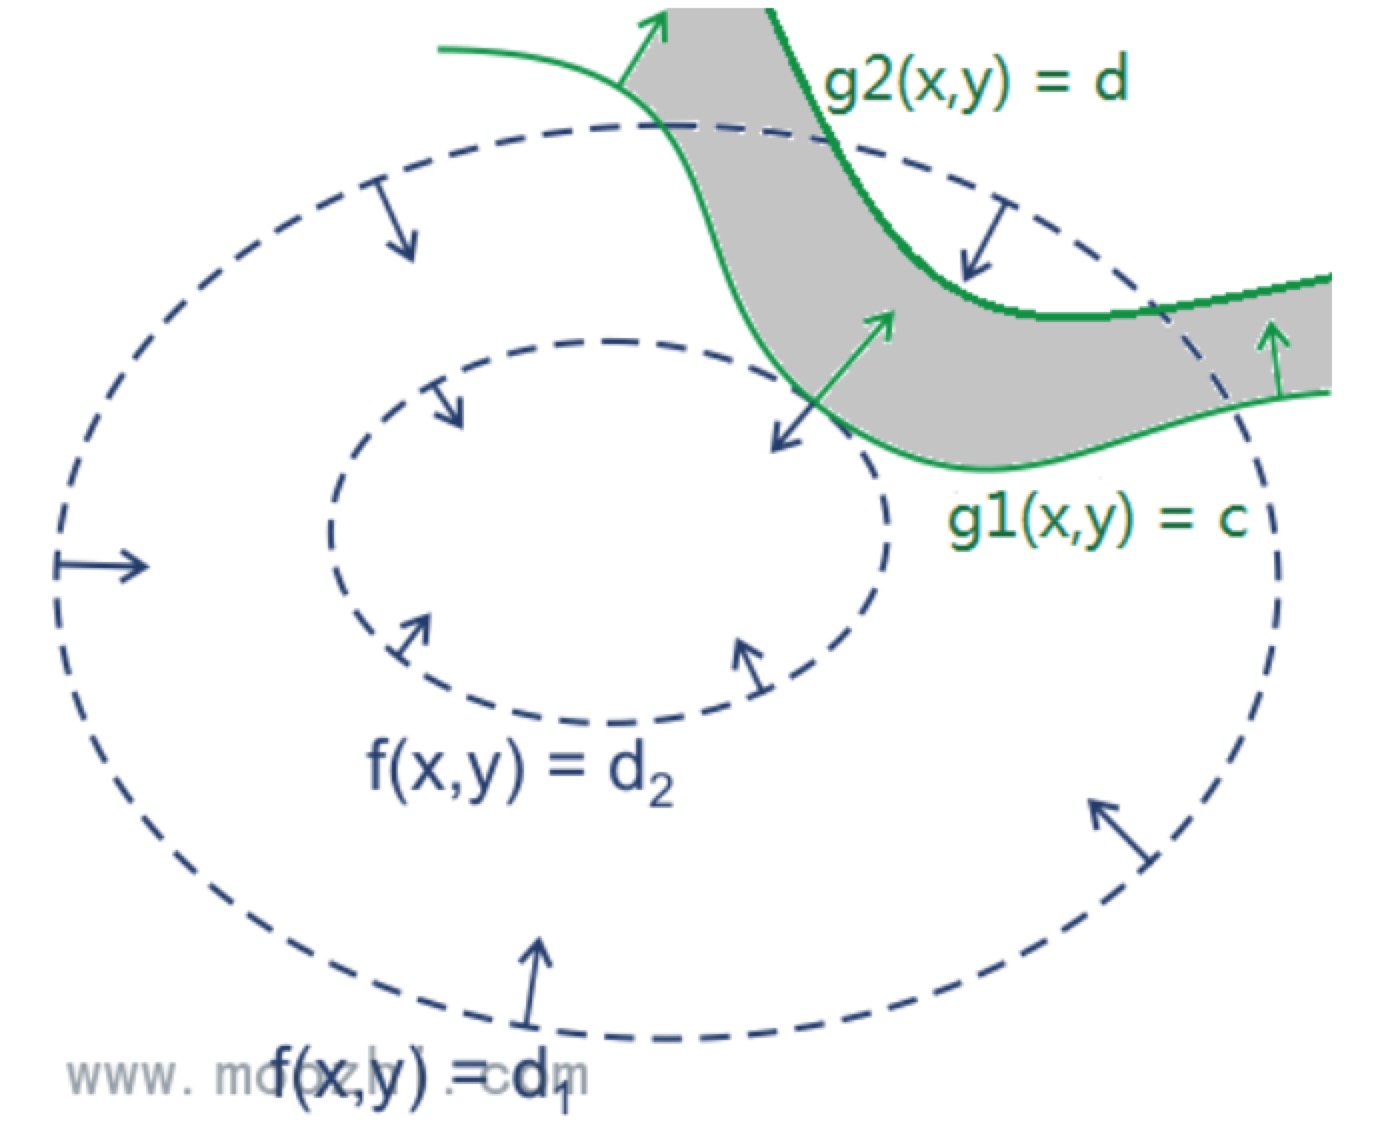 g2(x,y) = d
g1(x,y) = c
f(x,y) = d₂
f(x,y) = d₁